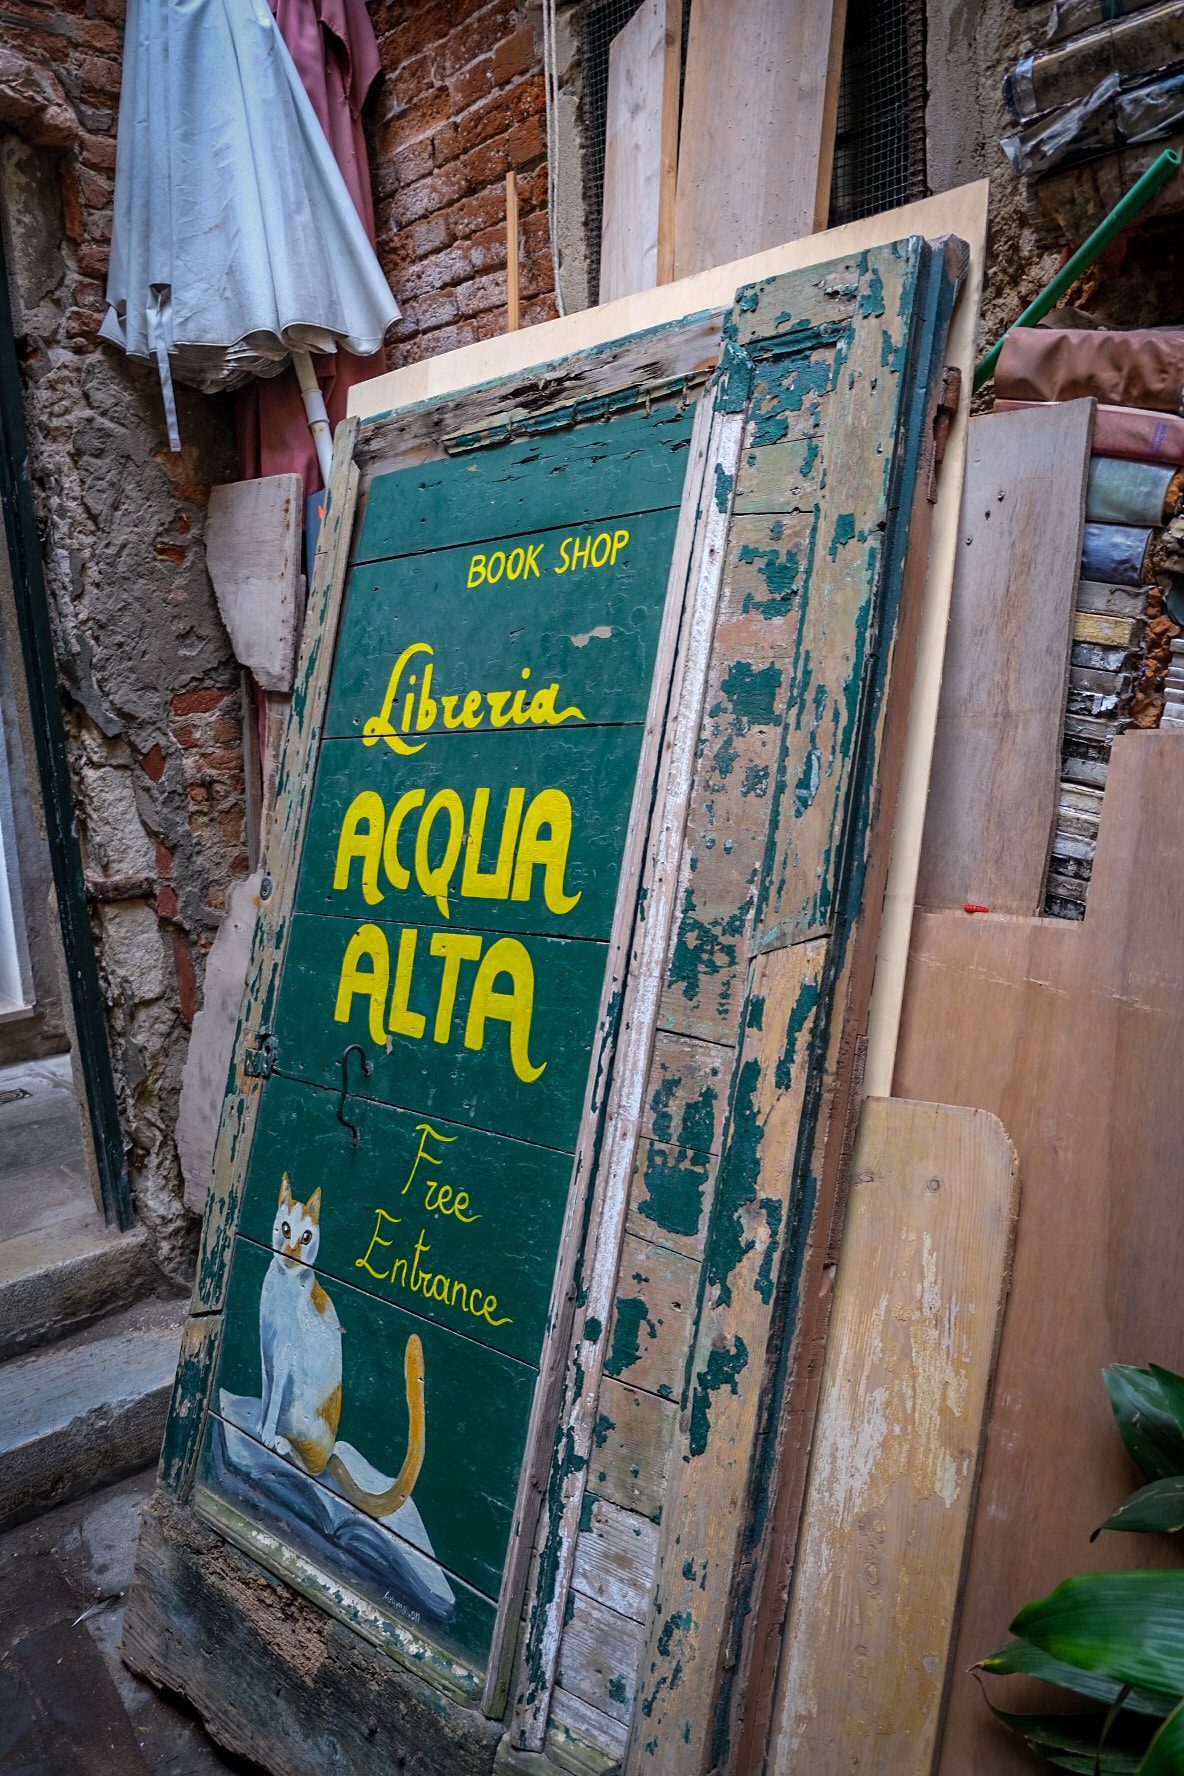 BOOK SHOP
Libreria
ACQUA
ALTA
Free
Entrance